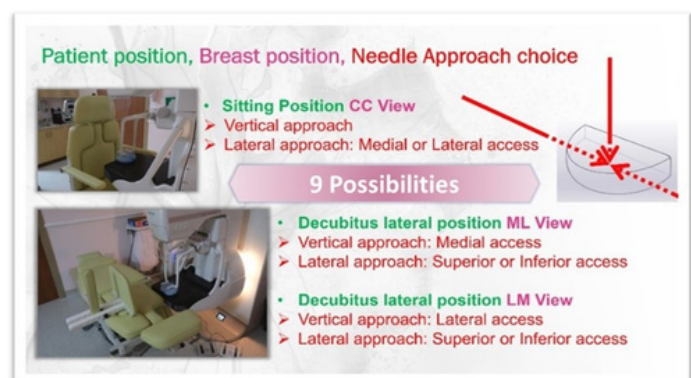 Patient position, Breast position, Needle Approach choice
• Sitting Position CC View
➢ Vertical approach
➢ Lateral approach: Medial or Lateral access
9 Possibilities
• Decubitus lateral position ML View
➢ Vertical approach: Medial access
➢ Lateral approach: Superior or Inferior access
• Decubitus lateral position LM View
➢ Vertical approach: Lateral access
➢ Lateral approach: Superior or Inferior access